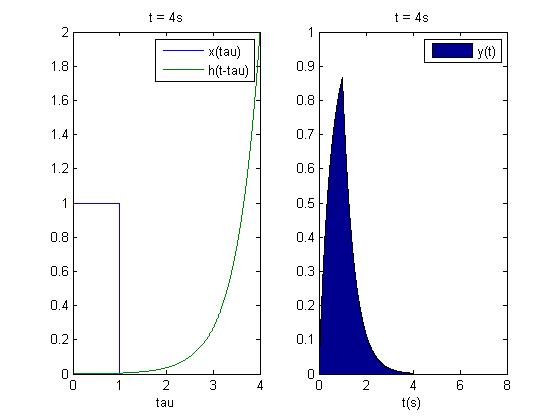 t = 4s
x(tau)
h(t-tau)
2
1.8
1.6
1.4
1.2
1
0.8
0.6
0.4
0.2
0
0 1 2 3 4
tau
t = 4s
y(t)
1
0.9
0.8
0.7
0.6
0.5
0.4
0.3
0.2
0.1
0
0 2 4 6 8
t(s)